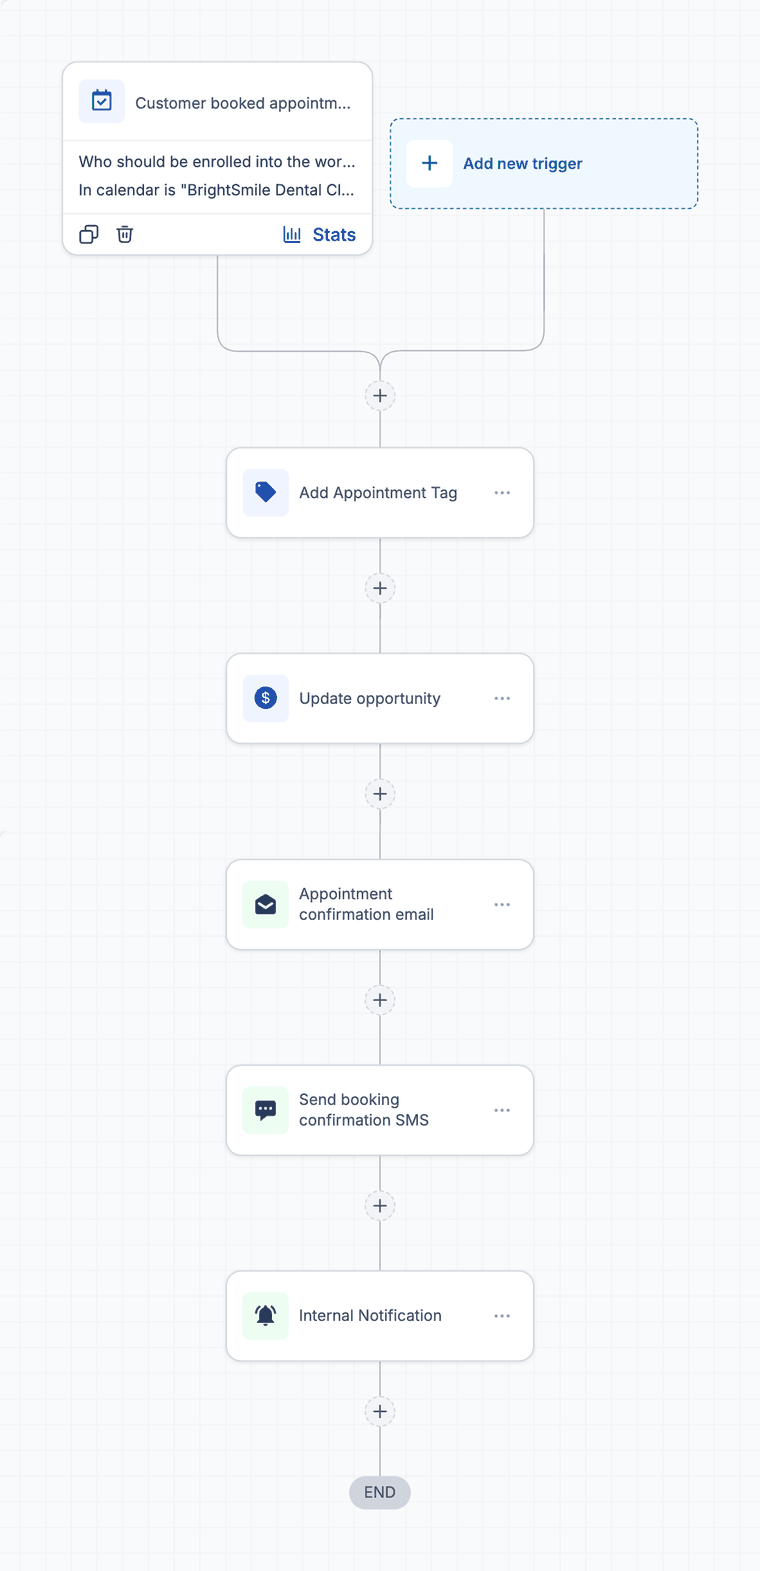 Customer booked appointm...
Who should be enrolled into the wor...
In calendar is "BrightSmile Dental Cl...
Stats
Add new trigger
Add Appointment Tag
Update opportunity
Appointment
confirmation email
Send booking
confirmation SMS
Internal Notification
END